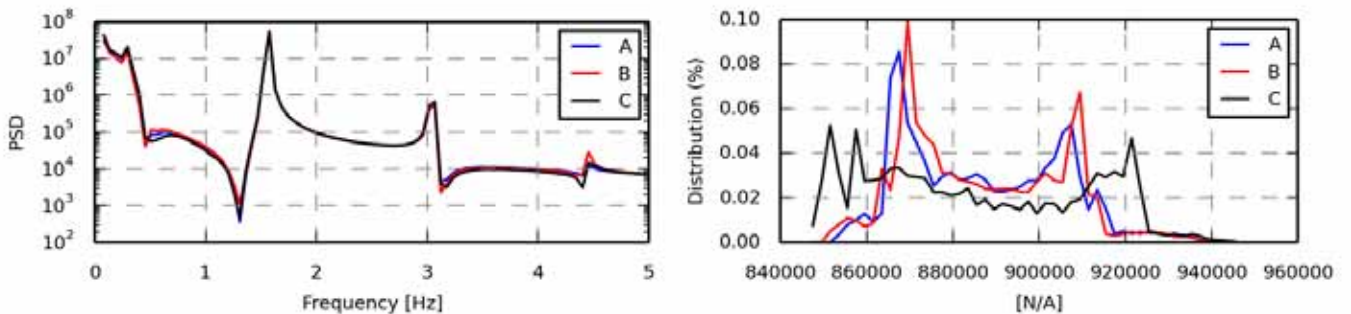 10^8
10^7
10^6
10^5
10^4
10^3
10^2
PSD
0 1 2 3 4 5
Frequency [Hz]
A
B
C
0.10
0.08
0.06
0.04
0.02
0.00
Distribution (%)
840000 860000 880000 900000 920000 940000 960000
[N/A]
A
B
C